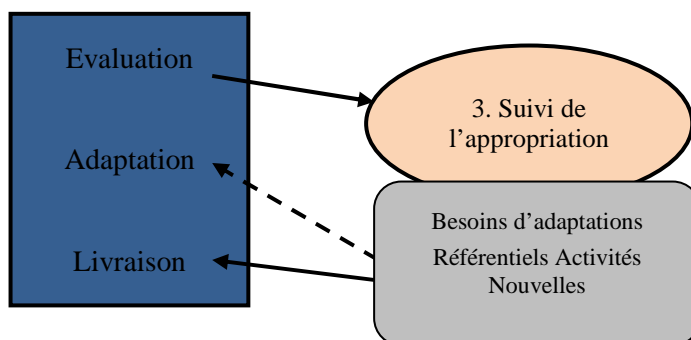 Evaluation
Adaptation
Livraison
3. Suivi de
l’appropriation
Besoins d’adaptations
Référentiels Activités
Nouvelles